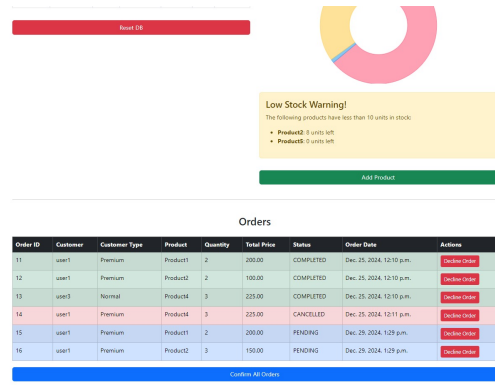 Reset DB
Low Stock Warning!
The following products have less than 10 units in stock:
Product2: 8 units left
Product5: 0 units left
Add Product
Orders
Order ID Customer Customer Type Product Quantity Total Price Status Order Date Actions
11 user1 Premium Product1 2 200.00 COMPLETED Dec. 25, 2024, 12:10 p.m. Decline Order
12 user1 Premium Product2 2 100.00 COMPLETED Dec. 25, 2024, 12:10 p.m. Decline Order
13 user3 Normal Product4 3 225.00 COMPLETED Dec. 25, 2024, 12:10 p.m. Decline Order
14 user1 Premium Product4 3 225.00 CANCELLED Dec. 25, 2024, 12:11 p.m. Decline Order
15 user1 Premium Product1 2 200.00 PENDING Dec. 29, 2024, 1:29 p.m. Decline Order
16 user1 Premium Product2 3 150.00 PENDING Dec. 29, 2024, 1:29 p.m. Decline Order
Confirm All Orders